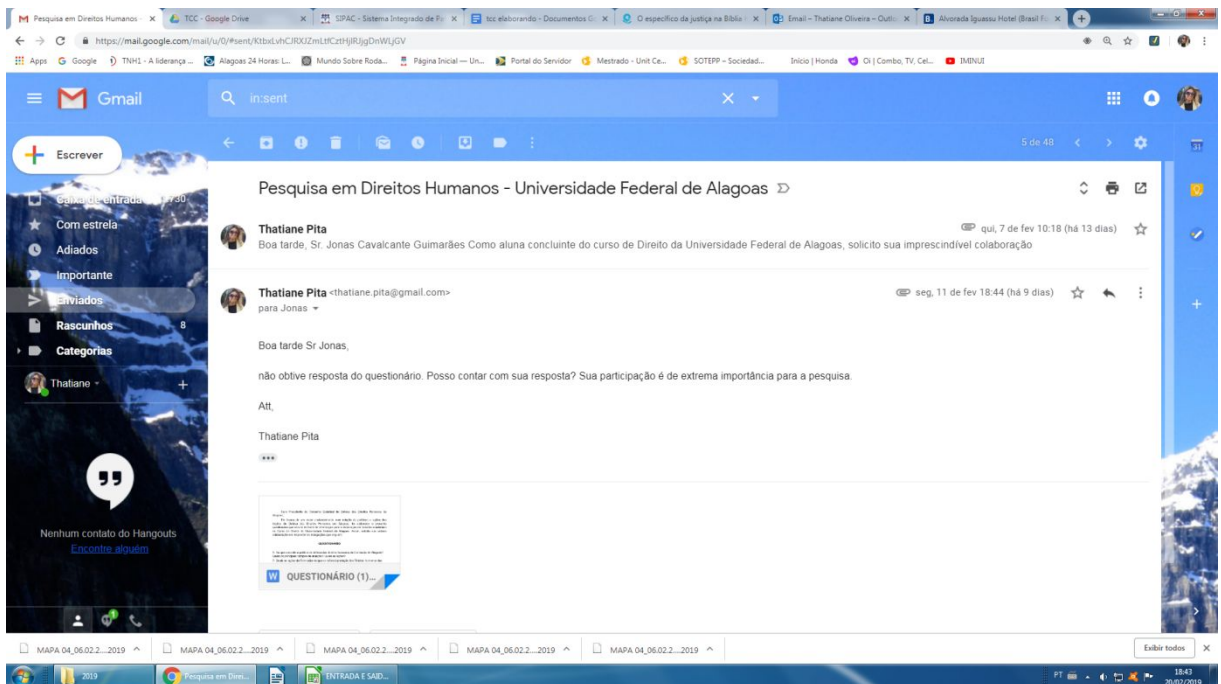 Pesquisa em Direitos Humanos - 
TCC - Google Drive
SIPAC - Sistema Integrado de Pa
tcc elaborando - Documentos G
O específico da justiça na Bíblia
Email – Thatiane Oliveira – Outlo
Alvorada Iguassu Hotel (Brasil Fo
https://mail.google.com/mail/u/0/#sent/KtbxLvhCJRXJZmLtfCztHjlRJjgDnWLjGV
Apps
Google
TNH1 - A liderança ...
Alagoas 24 Horas: L...
Mundo Sobre Roda...
Página Inicial — Un...
Portal do Servidor
Mestrado - Unit Ce...
SOTEPP – Sociedad...
Início | Honda
Oi | Combo, TV, Cel...
IMINUI
Gmail
in:sent
Escrever
5 de 48
31
Caixa de entrada
Com estrela
Adiados
Importante
Enviados
Rascunhos 8
Categorias
Thatiane
Nenhum contato do Hangouts
Encontre alguém
1
Pesquisa em Direitos Humanos - Universidade Federal de Alagoas
Thatiane Pita
qui, 7 de fev 10:18 (há 13 dias)
Boa tarde, Sr. Jonas Cavalcante Guimarães Como aluna concluinte do curso de Direito da Universidade Federal de Alagoas, solicito sua imprescindível colaboração
Thatiane Pita <thatiane.pita@gmail.com>
seg, 11 de fev 18:44 (há 9 dias)
para Jonas
Boa tarde Sr Jonas,
não obtive resposta do questionário. Posso contar com sua resposta? Sua participação é de extrema importância para a pesquisa.
Att,
Thatiane Pita
QUESTIONÁRIO
W QUESTIONÁRIO (1)...
MAPA 04_06.02.2....2019
MAPA 04_06.02.2....2019
MAPA 04_06.02.2....2019
MAPA 04_06.02.2....2019
MAPA 04_06.02.2....2019
Exibir todos
2019
Pesquisa em Direi...
ENTRADA E SAID...
PT
18:43
20/02/2019